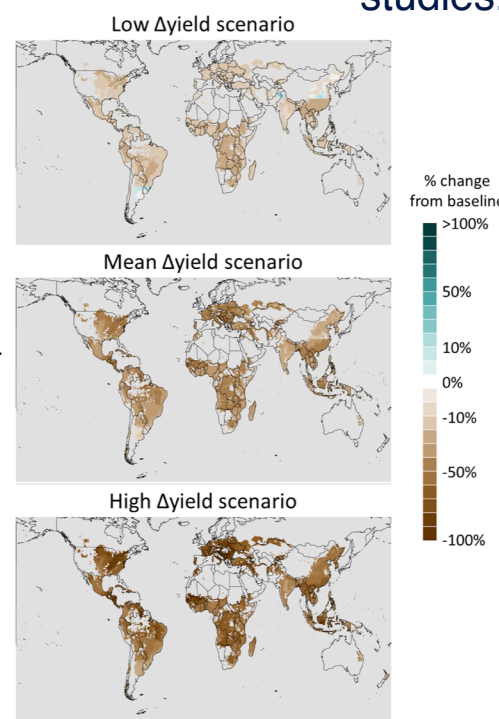 studies.
Low Δyield scenario
% change
from baseline
>100%
50%
10%
0%
-10%
-50%
-100%
Mean Δyield scenario
High Δyield scenario